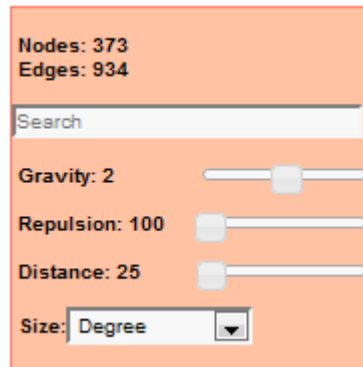 Nodes: 373
Edges: 934
Search
Gravity: 2
Repulsion: 100
Distance: 25
Size: Degree